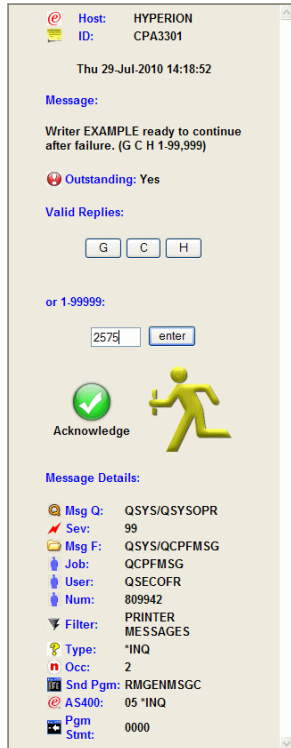 Host: HYPERION
ID: CPA3301
Thu 29-Jul-2010 14:18:52
Message:
Writer EXAMPLE ready to continue
after failure. (G C H 1-99,999)
Outstanding: Yes
Valid Replies:
G C H
or 1-99999:
2575 enter
Acknowledge
Message Details:
Msg Q: QSYS/QSYSOPR
Sev: 99
Msg F: QSYS/QCPFMSG
Job: QCPFMSG
User: QSECOFR
Num: 809942
Filter: PRINTER
MESSAGES
Type: *INQ
Occ: 2
Snd Pgm: RMGENMSGC
AS400: 05 *INQ
Pgm
Stmt: 0000